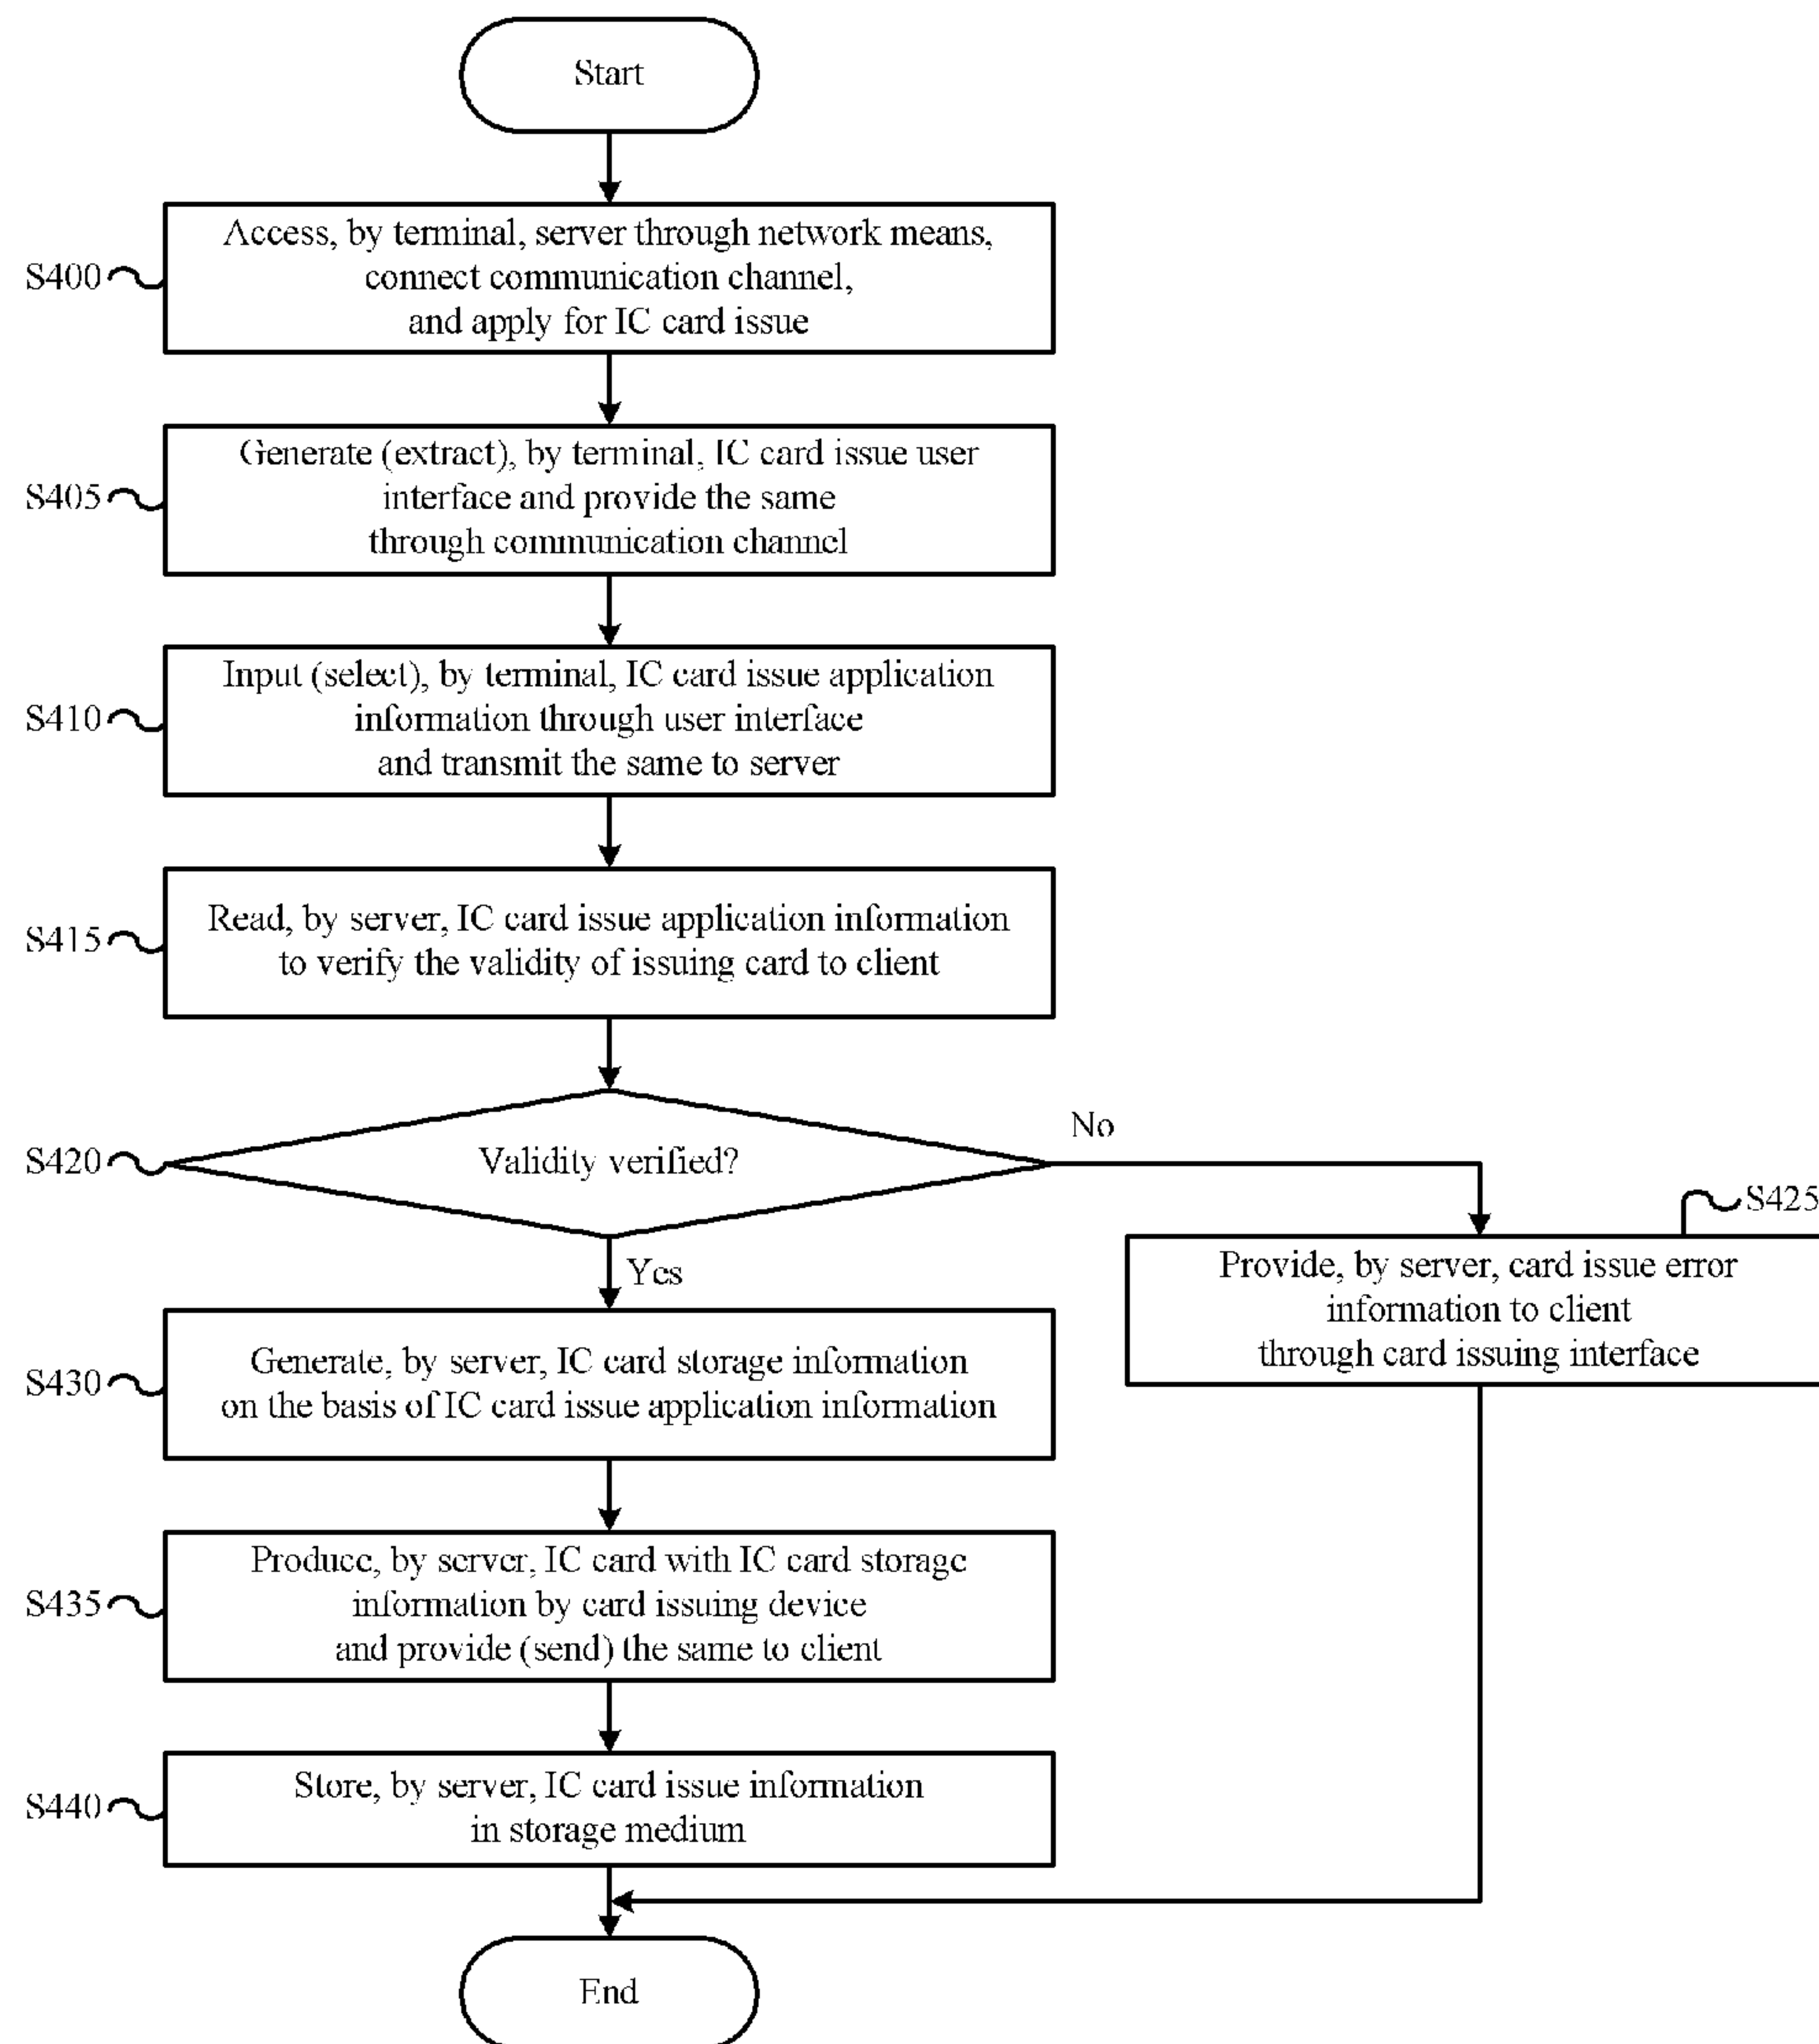 Start
Access, by terminal, server through network means,
connect communication channel,
and apply for IC card issue
S400
Generate (extract), by terminal, IC card issue user
interface and provide the same
through communication channel
S405
Input (select), by terminal, IC card issue application
information through user interface
and transmit the same to server
S410
Read, by server, IC card issue application information
to verify the validity of issuing card to client
S415
Validity verified?
S420
No
Yes
S425
Provide, by server, card issue error
information to client
through card issuing interface
Generate, by server, IC card storage information
on the basis of IC card issue application information
S430
Produce, by server, IC card with IC card storage
information by card issuing device
and provide (send) the same to client
S435
Store, by server, IC card issue information
in storage medium
S440
End